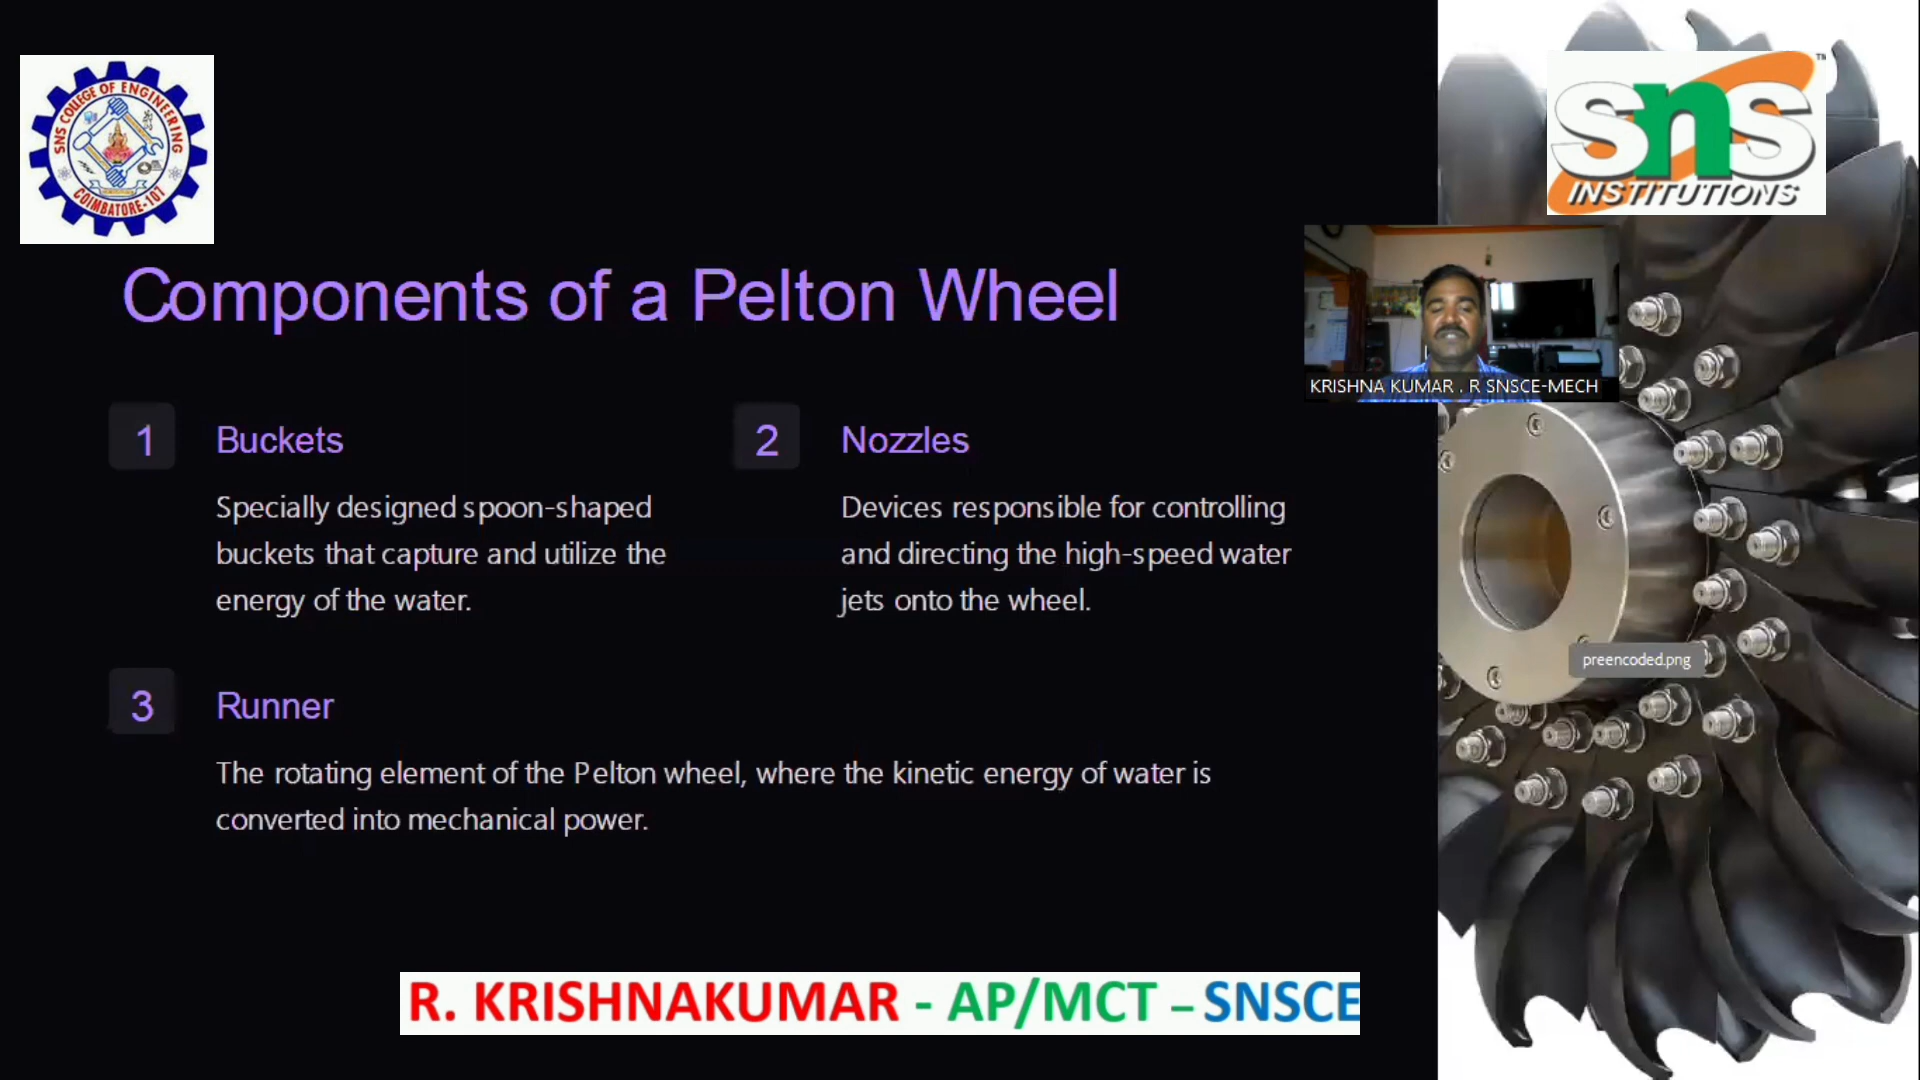 SNS COLLEGE OF ENGINEERING
COIMBATORE-107
sns
INSTITUTIONS
TM
Components of a Pelton Wheel
KRISHNA KUMAR . R SNSCE-MECH
1
Buckets
Specially designed spoon-shaped
buckets that capture and utilize the
energy of the water.
2
Nozzles
Devices responsible for controlling
and directing the high-speed water
jets onto the wheel.
preencoded.png
3
Runner
The rotating element of the Pelton wheel, where the kinetic energy of water is
converted into mechanical power.
R. KRISHNAKUMAR - AP/MCT – SNSCE